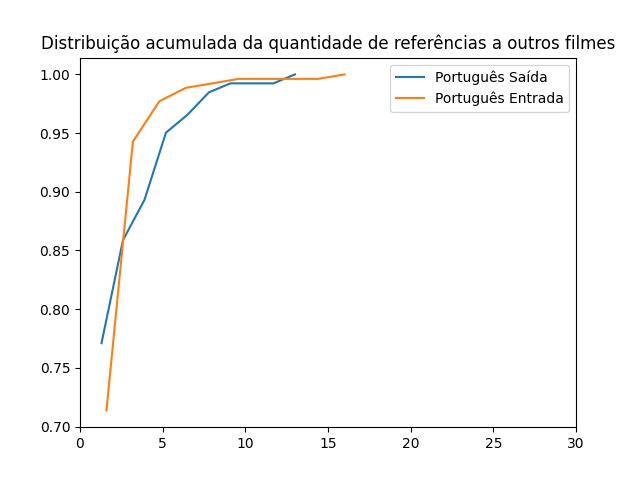 Distribuição acumulada da quantidade de referências a outros filmes
1.00
Português Saída
Português Entrada
0.95
0.90
0.85
0.80
0.75
0.70
0 5 10 15 20 25 30